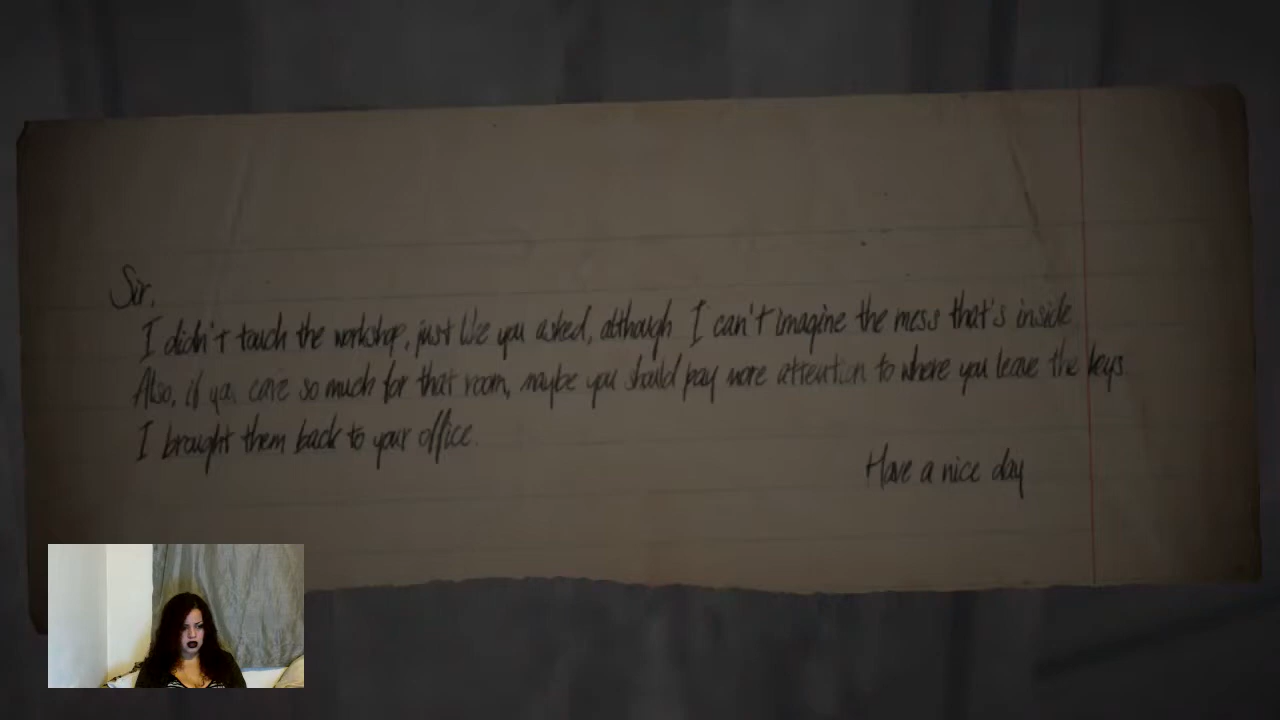 Sir,
I didn't touch the workshop, just like you asked, although I can't imagine the mess that's inside.
Also, if you care so much for that room, maybe you should pay more attention to where you leave the keys.
I brought them back to your office.
Have a nice day